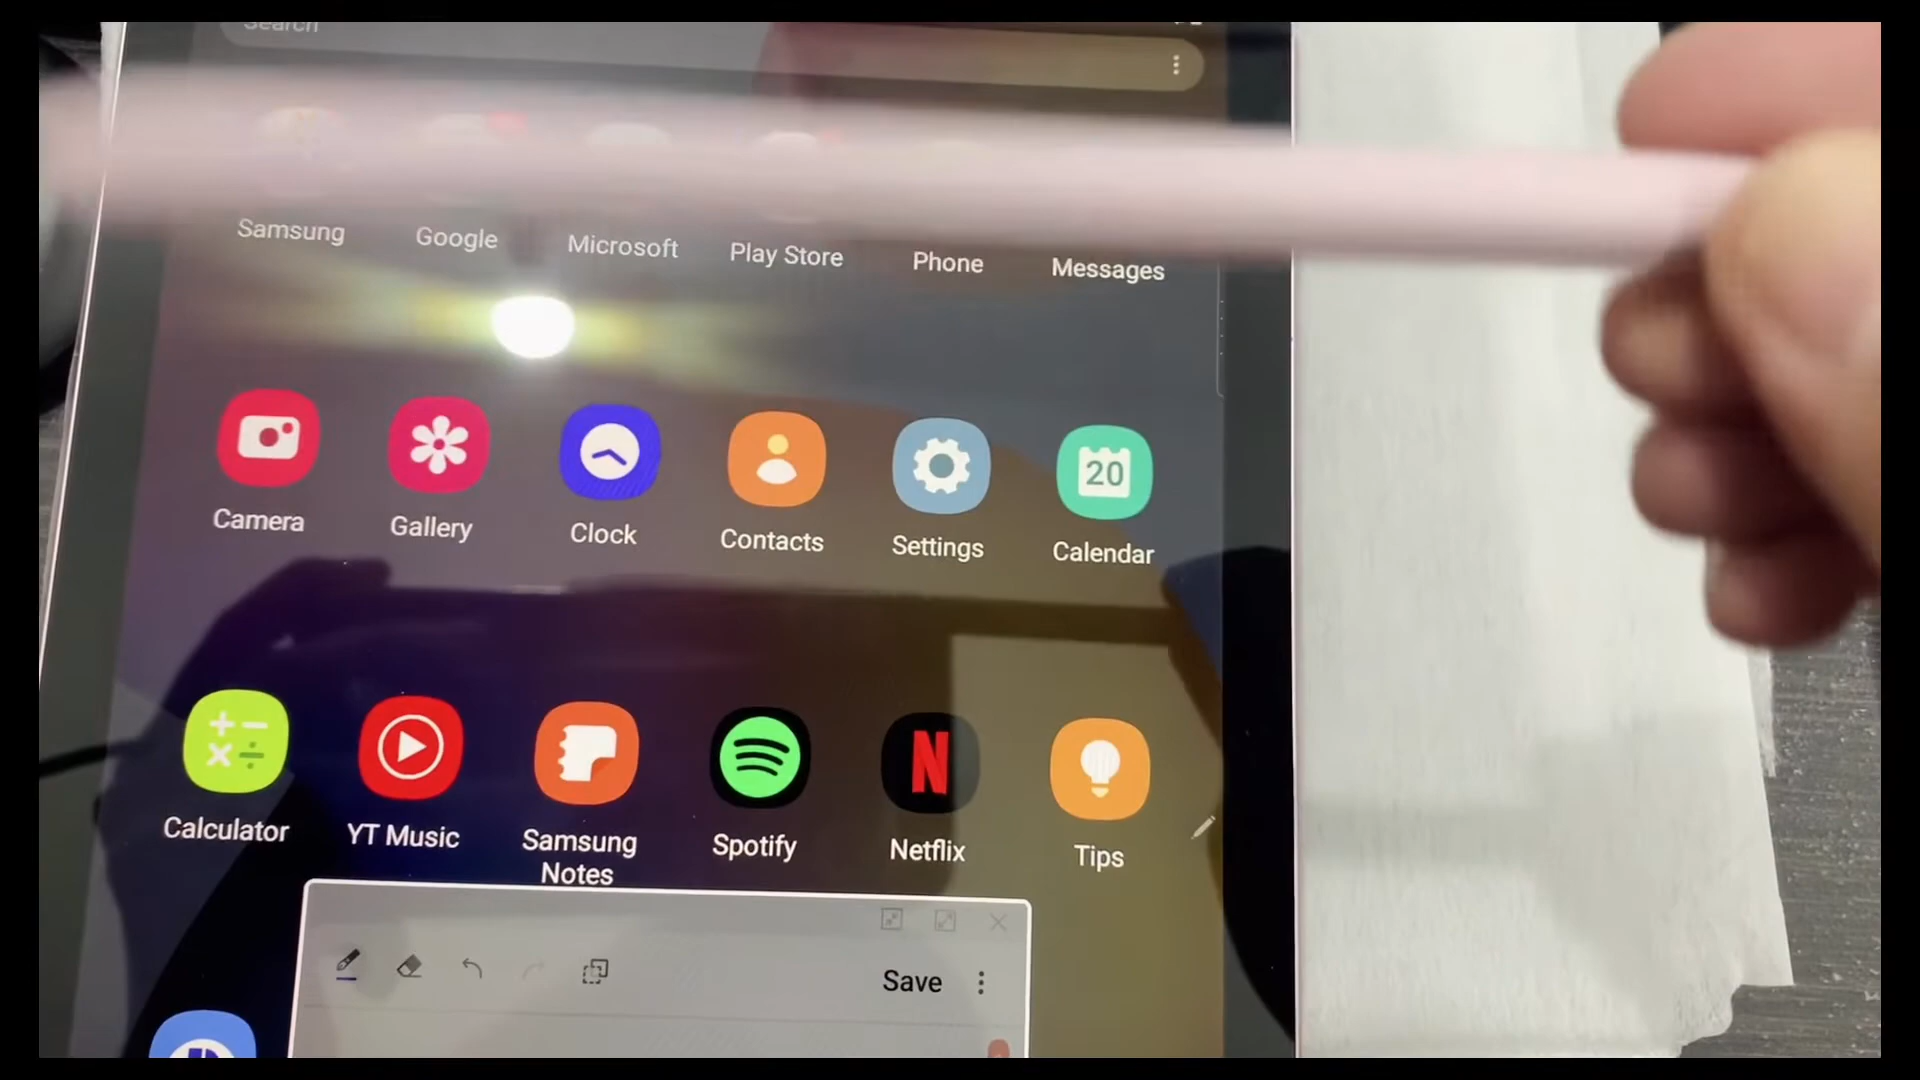 Search
Samsung Google Microsoft Play Store Phone Messages
20
Camera Gallery Clock Contacts Settings Calendar
N
Calculator YT Music Samsung Notes Spotify Netflix Tips
Save